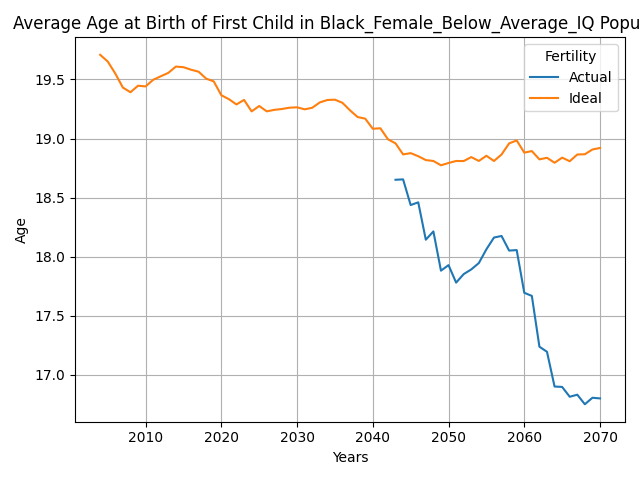 Average Age at Birth of First Child in Black_Female_Below_Average_IQ Popu
Fertility
Actual
Ideal
19.5
19.0
18.5
18.0
17.5
17.0
Age
2010 2020 2030 2040 2050 2060 2070
Years